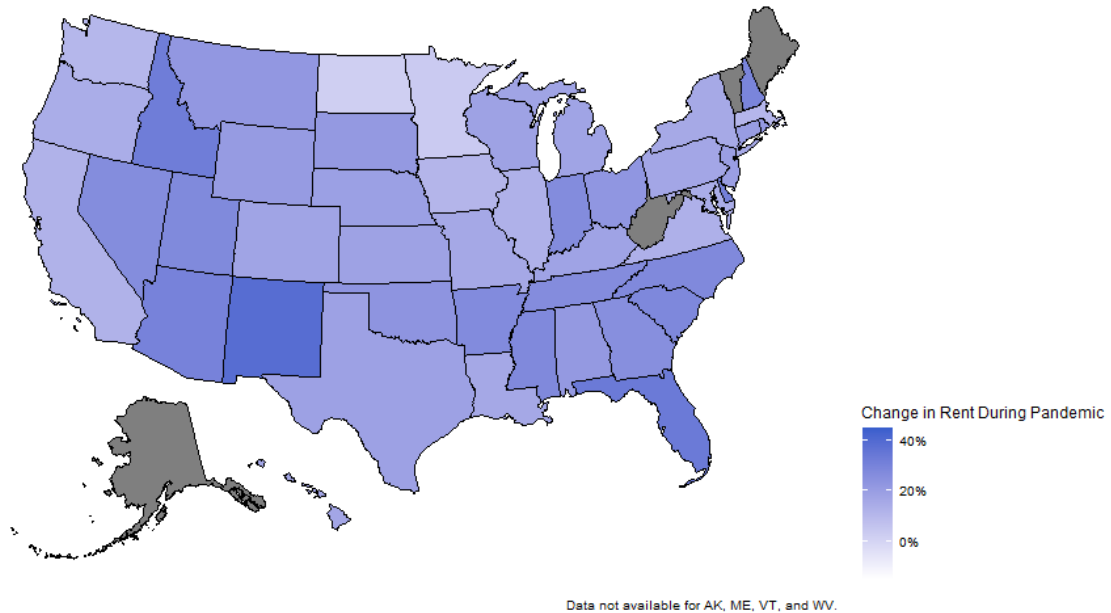 Change in Rent During Pandemic
40%
20%
0%
Data not available for AK, ME, VT, and WV.